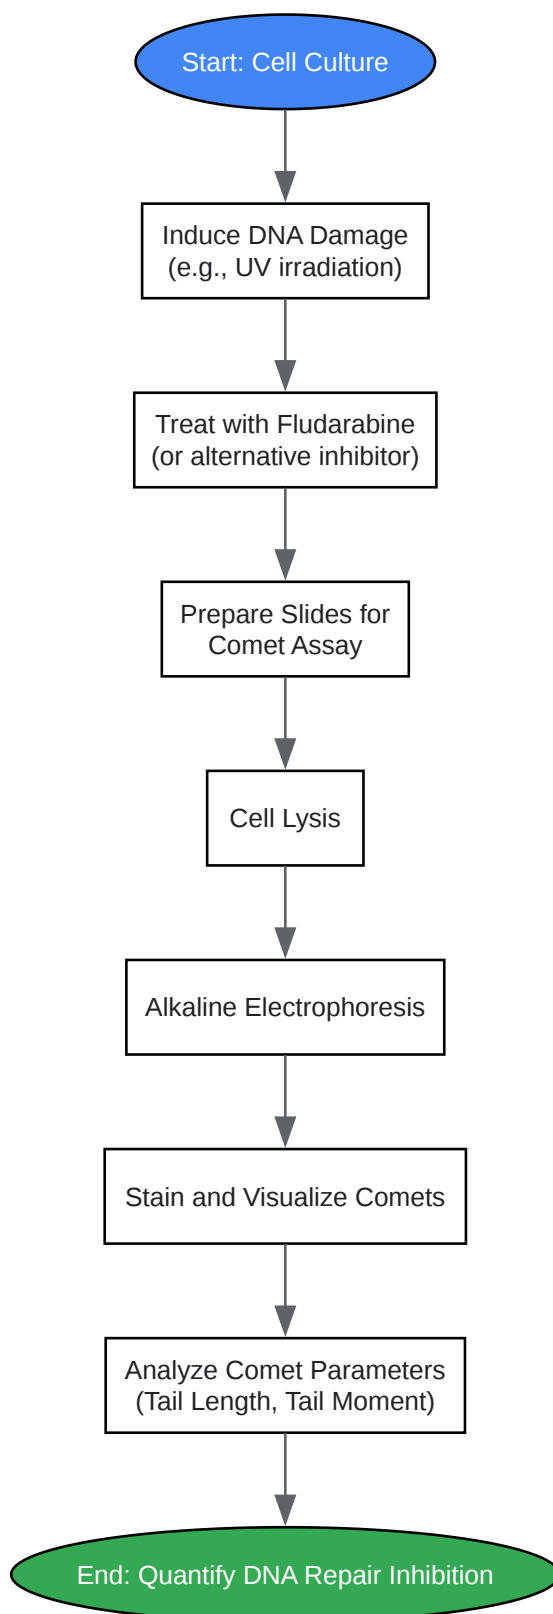 Start: Cell Culture
Induce DNA Damage
(e.g., UV irradiation)
Treat with Fludarabine
(or alternative inhibitor)
Prepare Slides for
Comet Assay
Cell Lysis
Alkaline Electrophoresis
Stain and Visualize Comets
Analyze Comet Parameters
(Tail Length, Tail Moment)
End: Quantify DNA Repair Inhibition